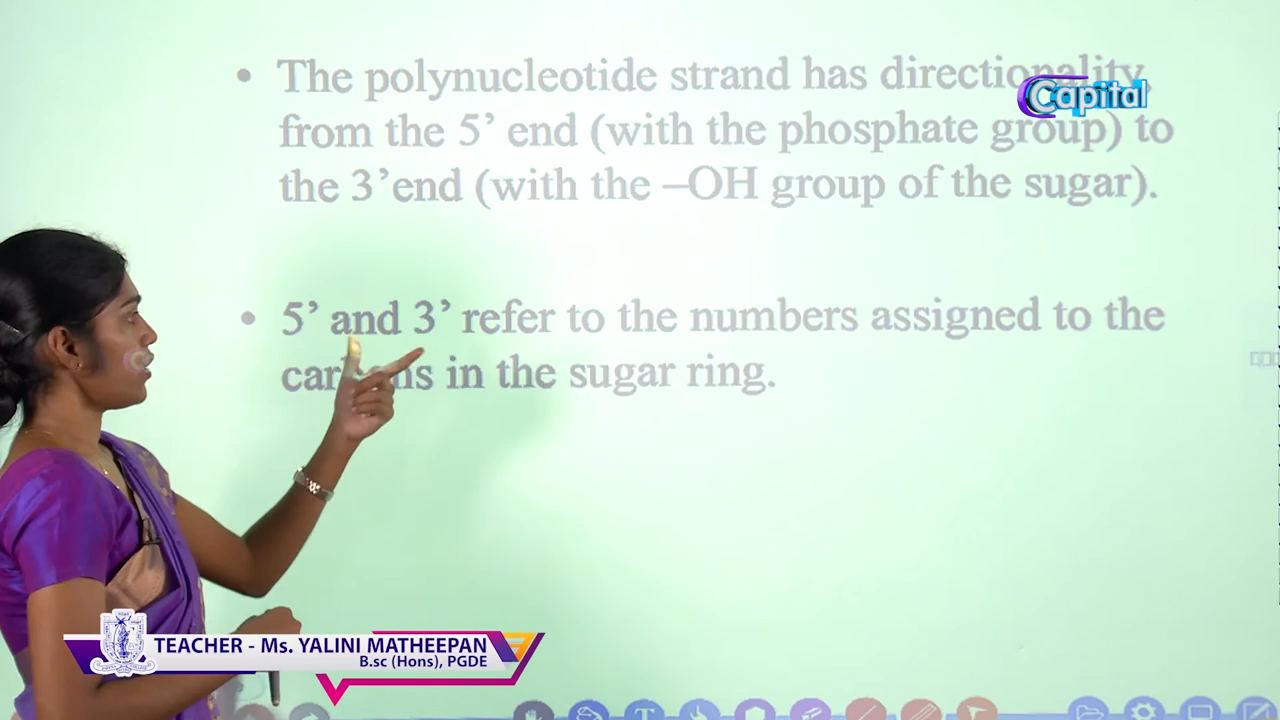 • The polynucleotide strand has directionality,
from the 5’ end (with the phosphate group) to
the 3’end (with the –OH group of the sugar).
• 5’ and 3’ refer to the numbers assigned to the
carbons in the sugar ring.
Capital
TEACHER - Ms. YALINI MATHEEPAN
B.sc (Hons), PGDE